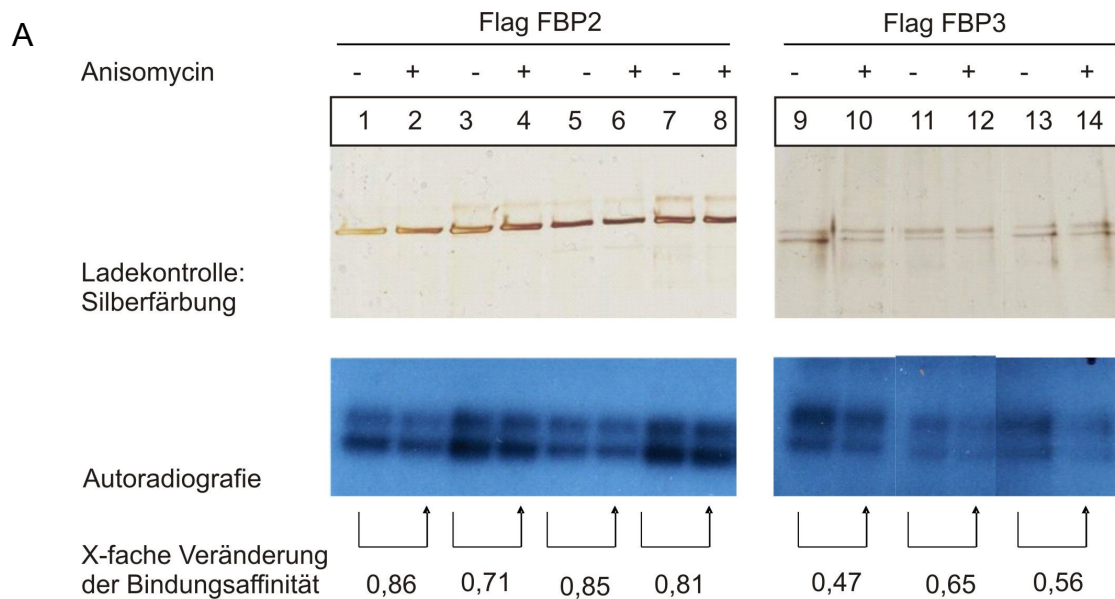 A
Flag FBP2 Flag FBP3
Anisomycin - + - + - + - + - + - + - +
1 2 3 4 5 6 7 8 9 10 11 12 13 14
Ladekontrolle:
Silberfärbung
Autoradiografie
X-fache Veränderung
der Bindungsaffinität 0,86 0,71 0,85 0,81 0,47 0,65 0,56